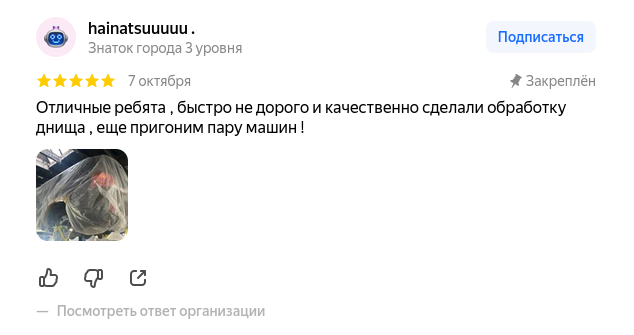 hainatsuuuuu .
Знаток города 3 уровня
Подписаться
7 октября
Закреплён
Отличные ребята , быстро не дорого и качественно сделали обработку
днища , еще пригоним пару машин !
— Посмотреть ответ организации